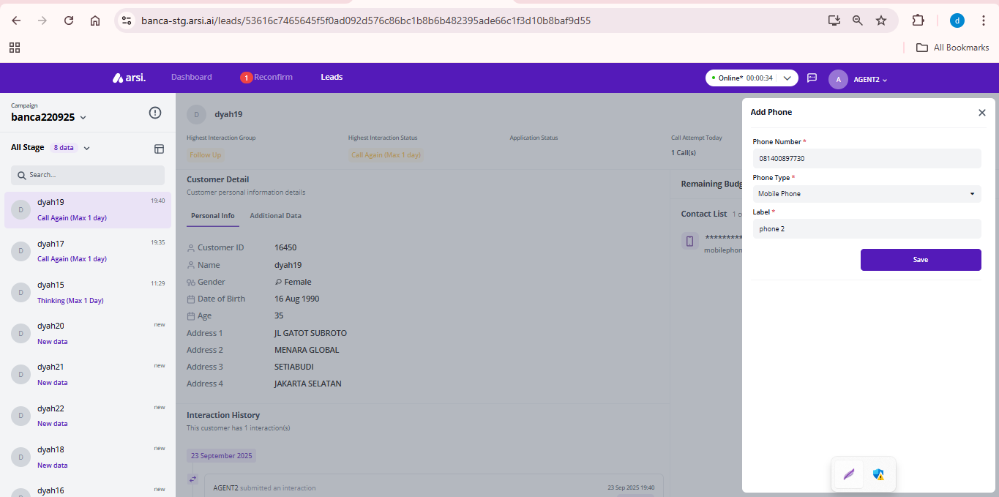 banca-stg.arsi.ai/leads/53616c7465645f5f0ad092d576c86bc1b8b6b482395ade66c1f3d10b8baf9d55
d
All Bookmarks
arsi.
Dashboard
1 Reconfirm
Leads
Online* 00:00:34
A
AGENT2
Campaign
banca220925
All Stage 8 data
Search...
D
dyah19
19:40
Call Again (Max 1 day)
D
dyah17
19:35
Call Again (Max 1 day)
D
dyah15
11:29
Thinking (Max 1 Day)
D
dyah20
new
New data
D
dyah21
new
New data
D
dyah22
new
New data
D
dyah18
new
New data
dyah16
new
D
dyah19
Highest Interaction Group
Follow Up
Highest Interaction Status
Call Again (Max 1 day)
Application Status
Call Attempt Today
1 Call(s)
Customer Detail
Customer personal information details
Personal Info
Additional Data
Customer ID 16450
Name dyah19
Gender Female
Date of Birth 16 Aug 1990
Age 35
Address 1 JL GATOT SUBROTO
Address 2 MENARA GLOBAL
Address 3 SETIABUDI
Address 4 JAKARTA SELATAN
Interaction History
This customer has 1 interaction(s)
23 September 2025
AGENT2 submitted an interaction
23 Sep 2025 19:40
Remaining Budg
Contact List 1 c
*********
mobilephon
Add Phone
Phone Number *
081400897730
Phone Type *
Mobile Phone
Label *
phone 2
Save